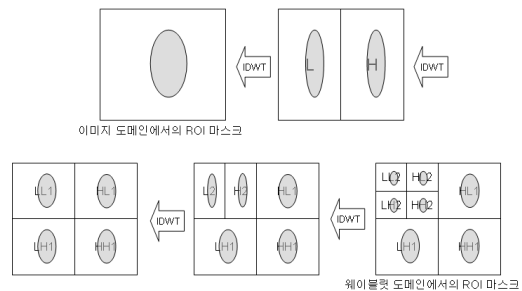 L
H
IDWT
IDWT
이미지 도메인에서의 ROI 마스크
LL1
HL1
LH1
HH1
IDWT
L2
H2
HL1
LH1
HH1
IDWT
LL2
HL2
LH2
HH2
HL1
LH1
HH1
웨이블릿 도메인에서의 ROI 마스크